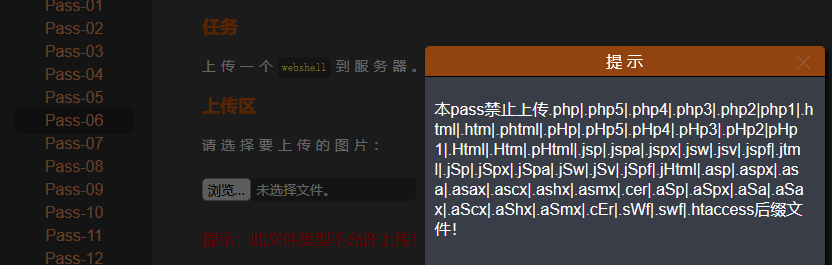 Pass-01
Pass-02
Pass-03
Pass-04
Pass-05
Pass-06
Pass-07
Pass-08
Pass-09
Pass-10
Pass-11
Pass-12
任务
上传一个 webshell 到服务器。
上传区
请选择要上传的图片：
浏览... 未选择文件。
提示：此文件类型不允许上传！
提示
本pass禁止上传.php|.php5|.php4|.php3|.php2|php1|.h
tml|.htm|.phtml|.pHp|.pHp5|.pHp4|.pHp3|.pHp2|pHp
1|.Html|.Htm|.pHtml|.jsp|.jspa|.jspx|.jsw|.jsv|.jspf|.jtm
l|.jSp|.jSpx|.jSpa|.jSw|.jSv|.jSpf|.jHtml|.asp|.aspx|.as
a|.asax|.ascx|.ashx|.asmx|.cer|.aSp|.aSpx|.aSa|.aSa
x|.aScx|.aShx|.aSmx|.cEr|.sWf|.swf|.htaccess后缀文
件！